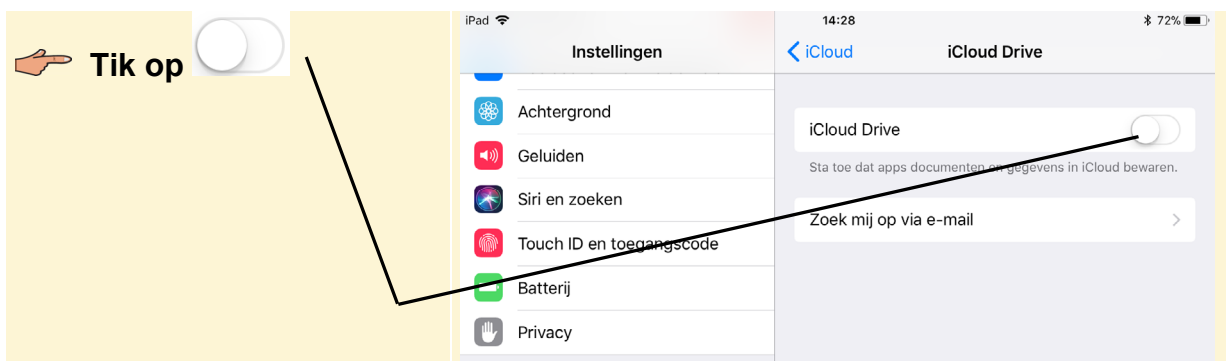 Tik op
iPad
14:28
72%
Instellingen
iCloud
iCloud Drive
Achtergrond
Geluiden
Siri en zoeken
Touch ID en toegangscode
Batterij
Privacy
iCloud Drive
Sta toe dat apps documenten en gegevens in iCloud bewaren.
Zoek mij op via e-mail